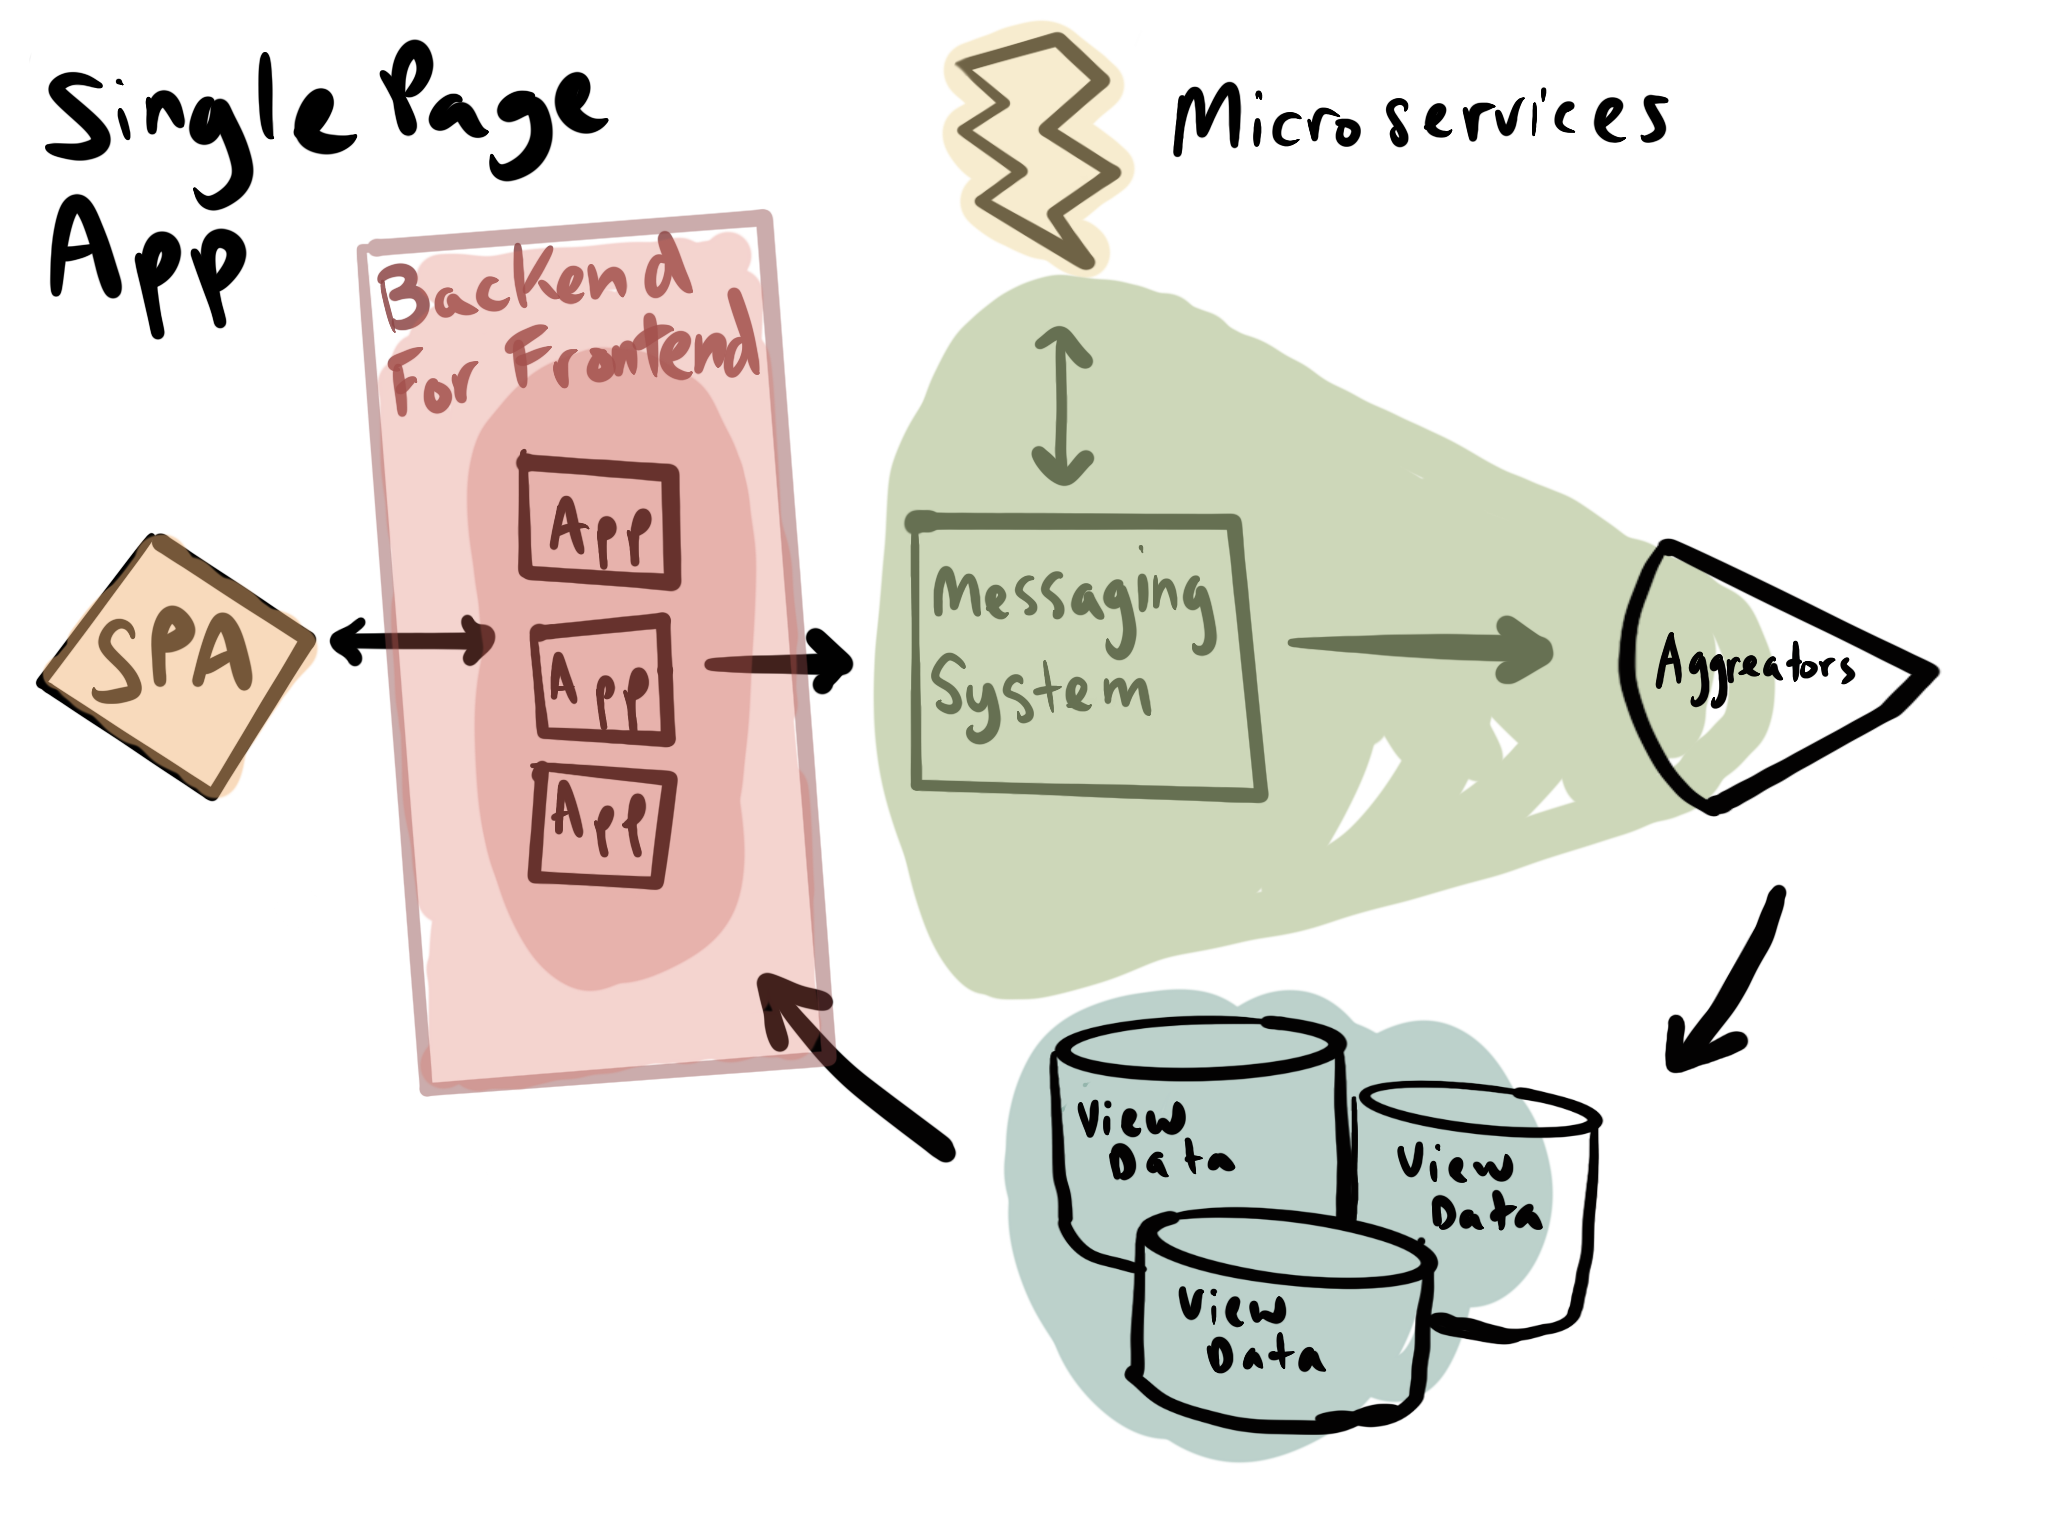 Single Page
App
Microservices
Backend
For Frontend
App
App
App
SPA
Messaging
System
Aggreators
View
Data
View
Data
View
Data